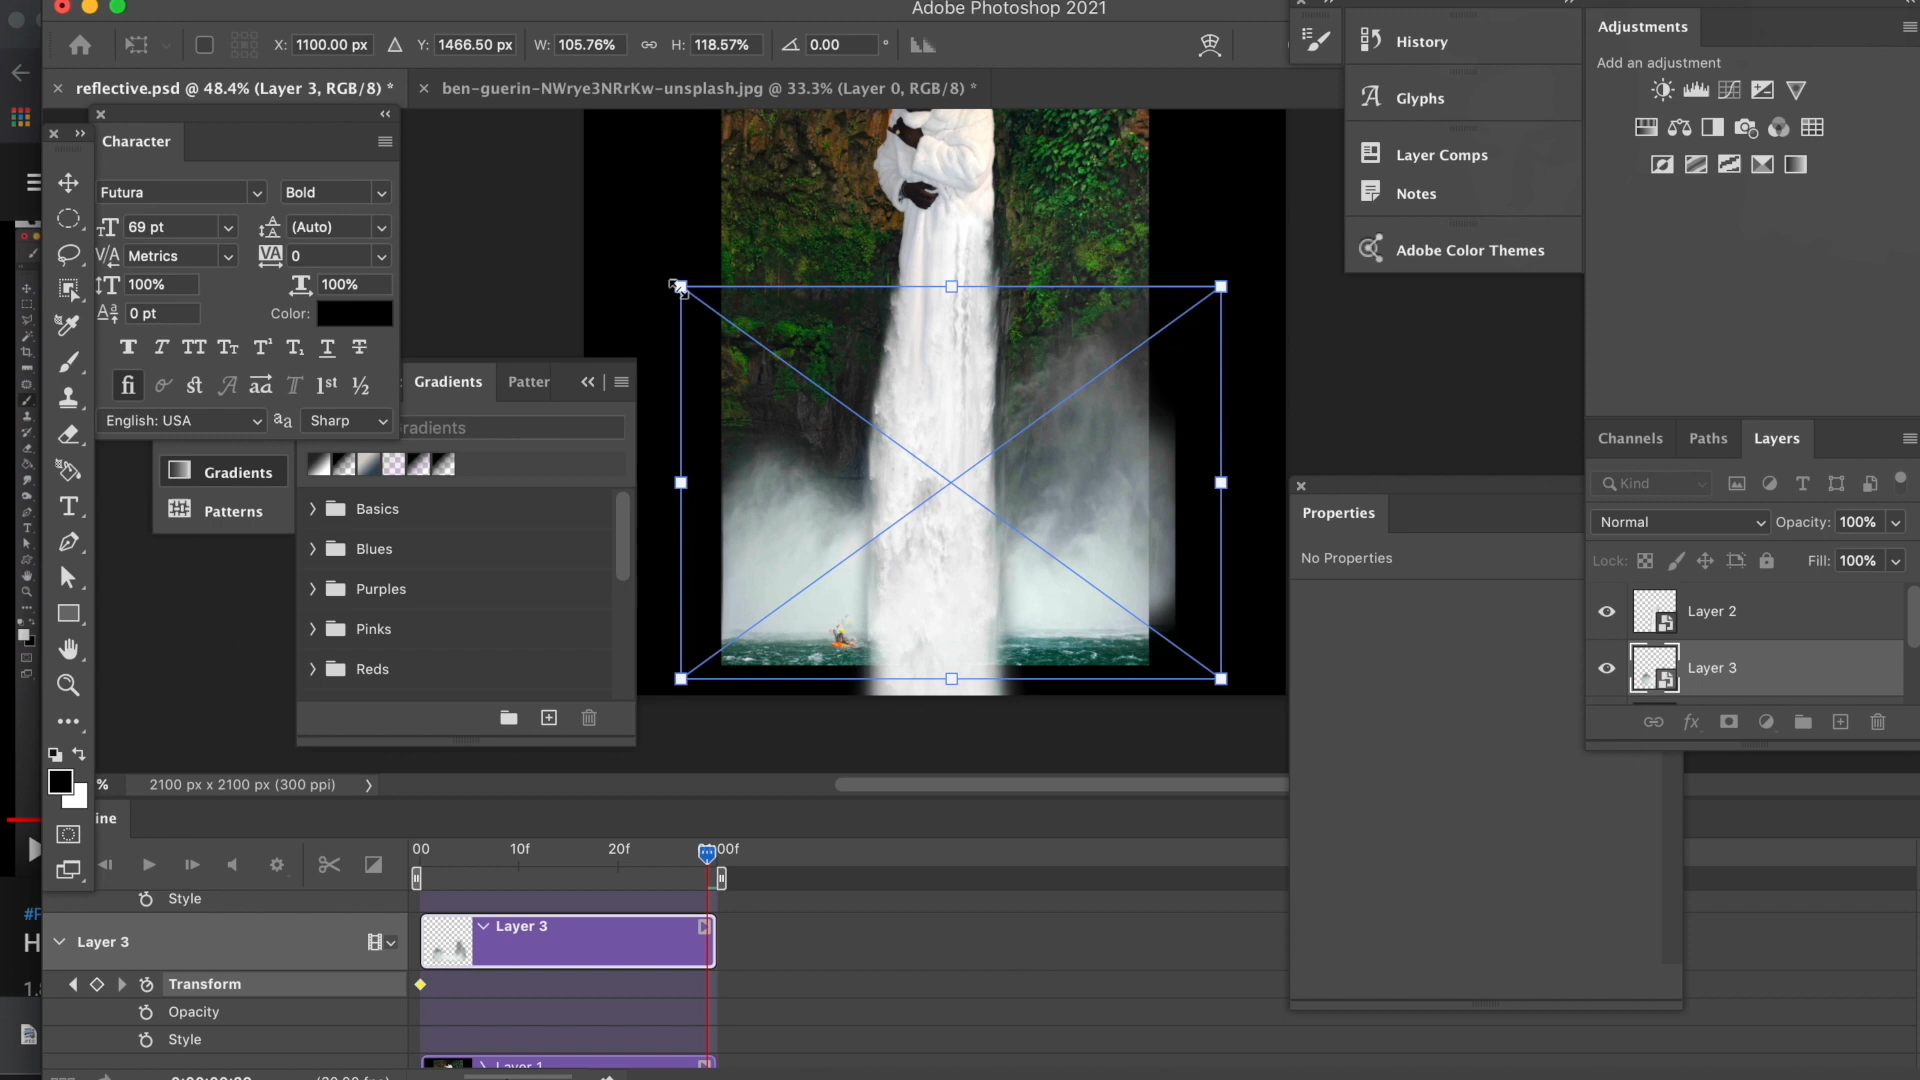 Adobe Photoshop 2021
X: 1100.00 px Y: 1466.50 px W: 105.76% H: 118.57% 0.00 °
reflective.psd @ 48.4% (Layer 3, RGB/8) *
ben-guerin-NWrye3NRrKw-unsplash.jpg @ 33.3% (Layer 0, RGB/8) *
Character
Futura Bold
69 pt (Auto)
Metrics 0
100% 100%
0 pt Color:
English: USA Sharp
Gradients
Patterns
Gradients Patter
radients
Basics
Blues
Purples
Pinks
Reds
% 2100 px x 2100 px (300 ppi)
ine
00 10f 20f 00f
Style
Layer 3 Layer 3
Transform
Opacity
Style
Layer 1
History
Glyphs
Layer Comps
Notes
Adobe Color Themes
Properties
No Properties
Adjustments
Add an adjustment
Channels Paths Layers
Kind
Normal Opacity: 100%
Lock: Fill: 100%
Layer 2
Layer 3